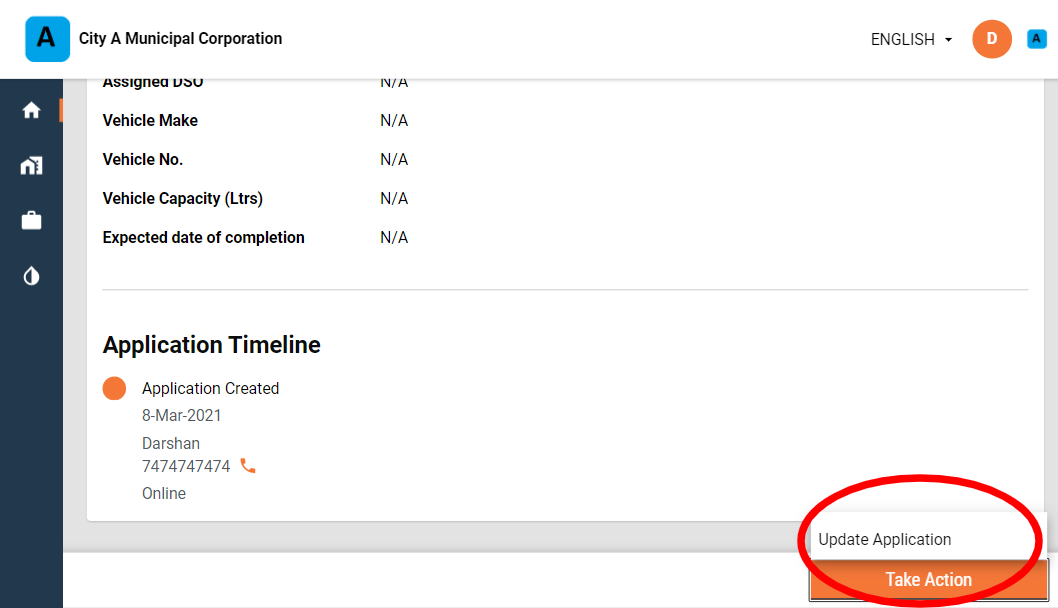 A City A Municipal Corporation ENGLISH D A
Assigned DSO N/A
Vehicle Make N/A
Vehicle No. N/A
Vehicle Capacity (Ltrs) N/A
Expected date of completion N/A
Application Timeline
Application Created
8-Mar-2021
Darshan
7474747474
Online
Update Application
Take Action